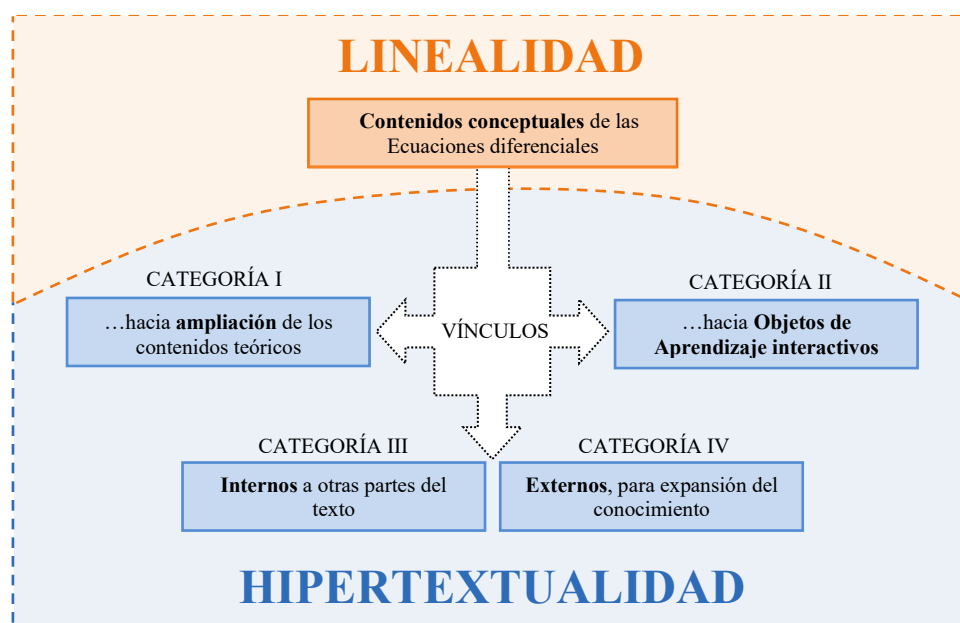 LINEALIDAD
Contenidos conceptuales de las
Ecuaciones diferenciales
CATEGORÍA I
…hacia ampliación de los
contenidos teóricos
VÍNCULOS
CATEGORÍA II
…hacia Objetos de
Aprendizaje interactivos
CATEGORÍA III
Internos a otras partes del
texto
CATEGORÍA IV
Externos, para expansión del
conocimiento
HIPERTEXTUALIDAD